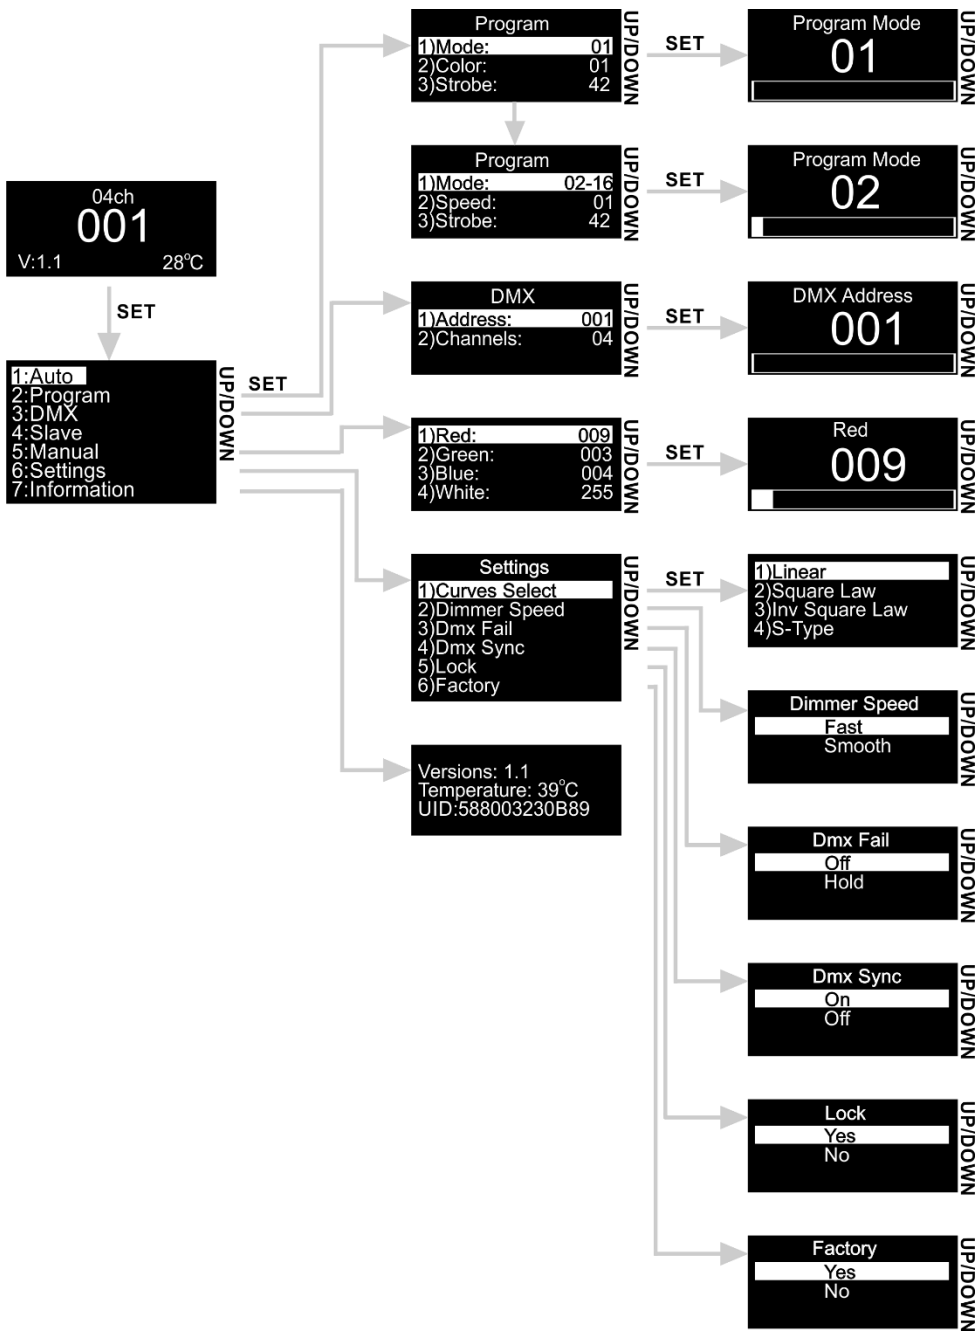 04ch
001
V:1.1 28°C
SET
1:Auto
2:Program
3:DMX
4:Slave
5:Manual
6:Settings
7:Information
UP/DOWN
SET
Program
1)Mode: 01
2)Color: 01
3)Strobe: 42
UP/DOWN
SET
Program Mode
01
UP/DOWN
Program
1)Mode: 02-16
2)Speed: 01
3)Strobe: 42
UP/DOWN
SET
Program Mode
02
UP/DOWN
DMX
1)Address: 001
2)Channels: 04
UP/DOWN
SET
DMX Address
001
UP/DOWN
1)Red: 009
2)Green: 003
3)Blue: 004
4)White: 255
UP/DOWN
SET
Red
009
UP/DOWN
Settings
1)Curves Select
2)Dimmer Speed
3)Dmx Fail
4)Dmx Sync
5)Lock
6)Factory
UP/DOWN
SET
1)Linear
2)Square Law
3)Inv Square Law
4)S-Type
UP/DOWN
Dimmer Speed
Fast
Smooth
UP/DOWN
Versions: 1.1
Temperature: 39°C
UID:588003230B89
Dmx Fail
Off
Hold
UP/DOWN
Dmx Sync
On
Off
UP/DOWN
Lock
Yes
No
UP/DOWN
Factory
Yes
No
UP/DOWN